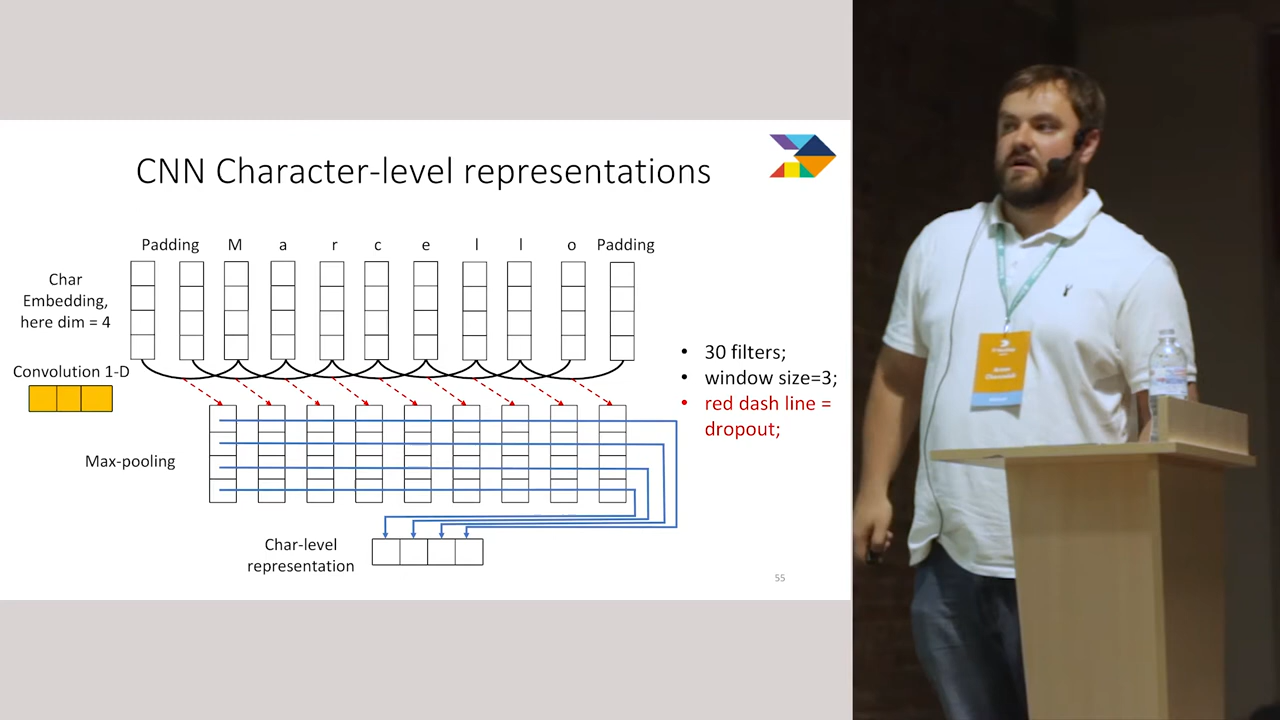 CNN Character-level representations
Padding M a r c e l l o Padding
Char
Embedding,
here dim = 4
Convolution 1-D
• 30 filters;
• window size=3;
• red dash line =
dropout;
Max-pooling
Char-level
representation
55